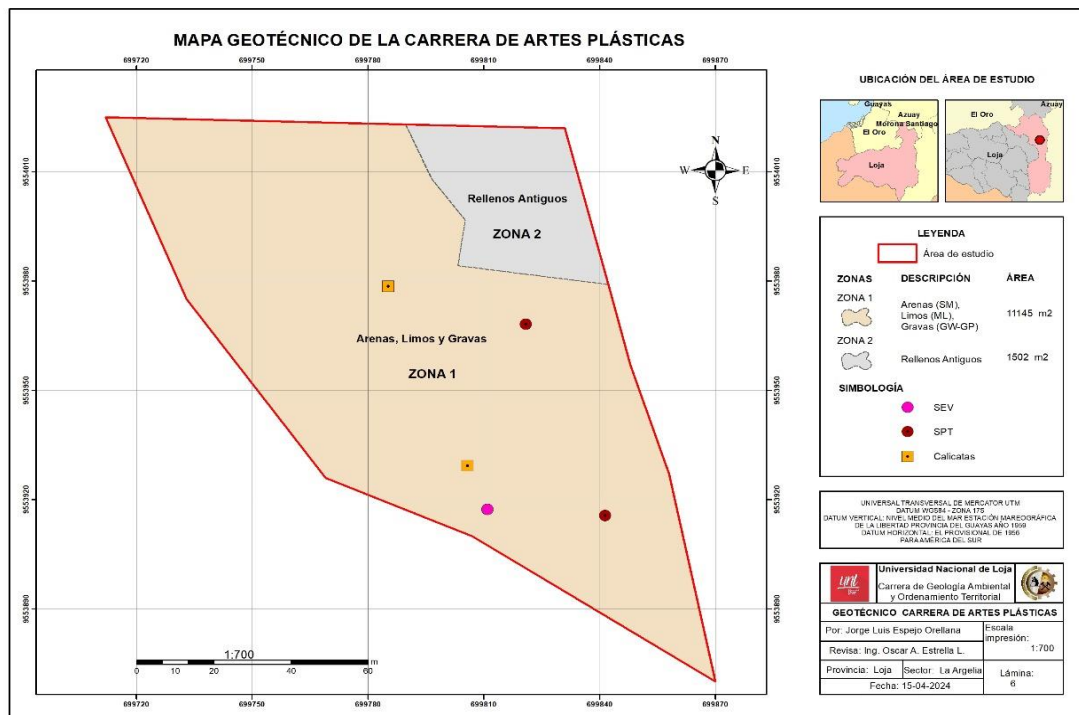 MAPA GEOTÉCNICO DE LA CARRERA DE ARTES PLÁSTICAS
699720 699750 699780 699810 699840 699870
9554010
9553980
9553950
9553920
9553890
9554010
9553980
9553950
9553920
9553890
N
W E
S
Rellenos Antiguos
ZONA 2
Arenas, Limos y Gravas
ZONA 1
1:700
0 10 20 40 60 m
699720 699750 699780 699810 699840 699870
UBICACIÓN DEL ÁREA DE ESTUDIO
Guayas
Azuay
Morona Santiago
El Oro
Loja
Azuay
El Oro
Loja
LEYENDA
Área de estudio
ZONAS DESCRIPCIÓN ÁREA
ZONA 1
Arenas (SM),
Limos (ML), 11145 m2
Gravas (GW-GP)
ZONA 2
Rellenos Antiguos 1502 m2
SIMBOLOGÍA
SEV
SPT
Calicatas
UNIVERSAL TRANSVERSAL DE MERCATOR UTM
DATUM WGS84 - ZONA 17S
DATUM VERTICAL: NIVEL MEDIO DEL MAR ESTACIÓN MAREOGRÁFICA
DE LA LIBERTAD PROVINCIA DEL GUAYAS AÑO 1959
DATUM HORIZONTAL: EL PROVISIONAL DE 1956
PARA AMÉRICA DEL SUR
unl
Universidad Nacional de Loja
Carrera de Geología Ambiental
y Ordenamiento Territorial
GEOTÉCNICO CARRERA DE ARTES PLÁSTICAS
Por: Jorge Luis Espejo Orellana
Revisa: Ing. Oscar A. Estrella L.
Escala
impresión:
1:700
Provincia: Loja Sector: La Argelia
Fecha: 15-04-2024
Lámina:
6